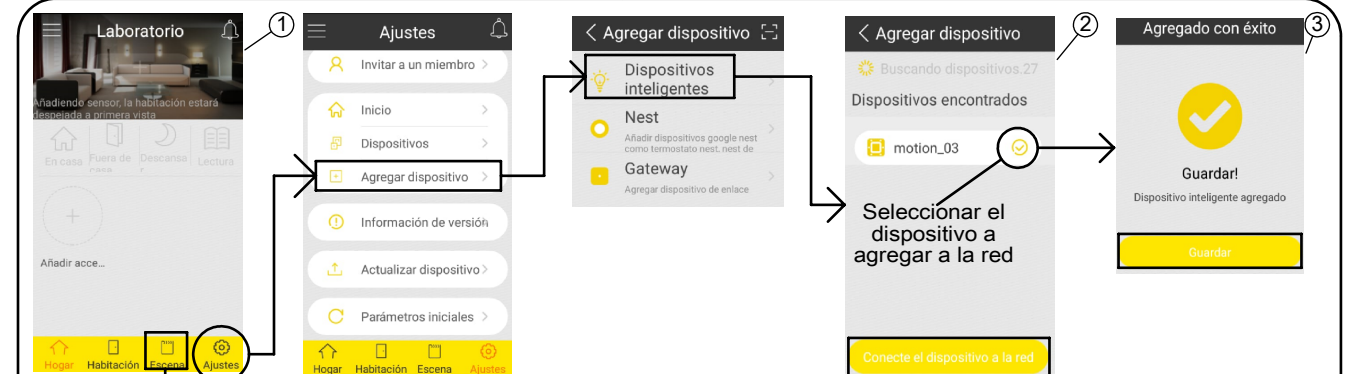 Laboratorio
1
Añadiendo sensor, la habitación estará
despejada a primera vista
En casa
Fuera de
casa
Descansa
r
Lectura
Añadir acce...
Hogar
Habitación
Escena
Ajustes
Ajustes
Invitar a un miembro
Inicio
Dispositivos
Agregar dispositivo
Información de versión
Actualizar dispositivo
Parámetros iniciales
Hogar
Habitación
Escena
Ajustes
Agregar dispositivo
Dispositivos
inteligentes
Nest
Añadir dispositivos google nest
como termostato nest. nest de
Gateway
Agregar dispositivo de enlace
2
Agregar dispositivo
Buscando dispositivos.27
Dispositivos encontrados
motion_03
Seleccionar el
dispositivo a
agregar a la red
Conecte el dispositivo a la red
3
Agregado con éxito
Guardar!
Dispositivo inteligente agregado
Guardar